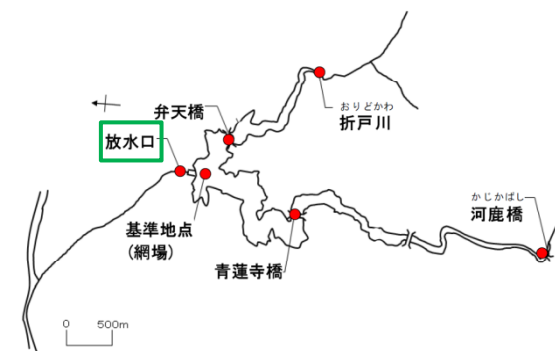 おりどかわ
折戸川
弁天橋
放水口
かじかばし
河鹿橋
基準地点
(網場)
青蓮寺橋
0 500m